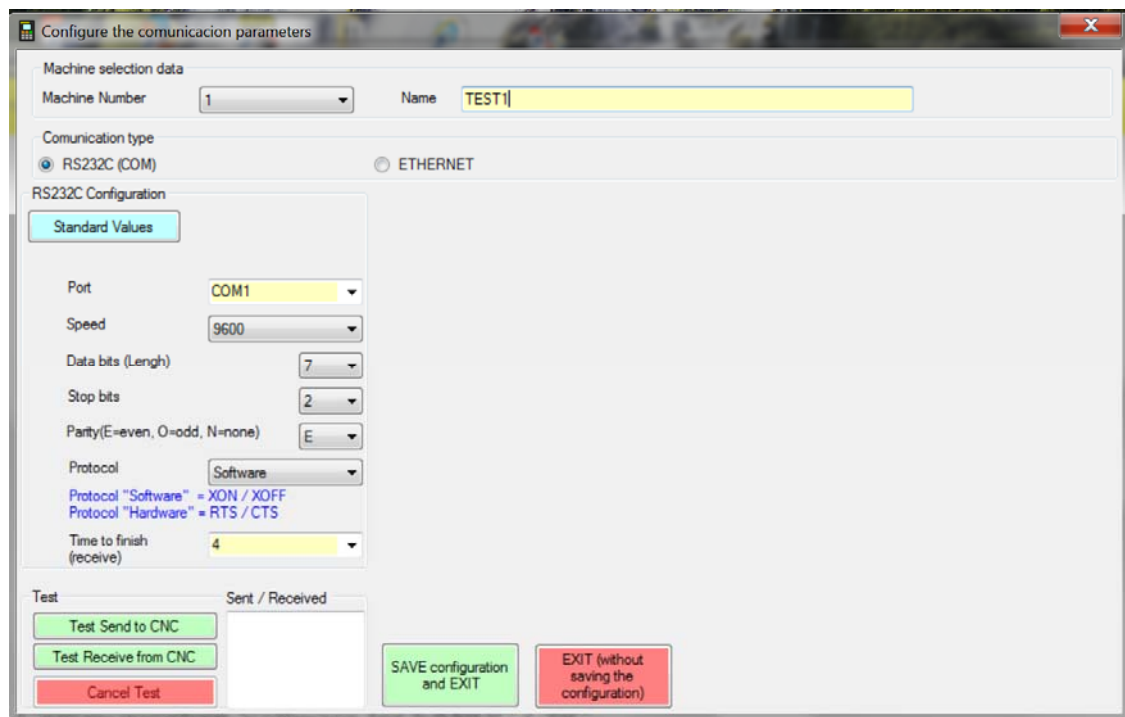 Configure the comunicacion parameters
X
Machine selection data
Machine Number 1 Name TEST1
Comunication type
RS232C (COM) ETHERNET
RS232C Configuration
Standard Values
Port COM1
Speed 9600
Data bits (Lengh) 7
Stop bits 2
Parity(E=even, O=odd, N=none) E
Protocol Software
Protocol "Software" = XON / XOFF
Protocol "Hardware" = RTS / CTS
Time to finish
(receive) 4
Test Sent / Received
Test Send to CNC
Test Receive from CNC
Cancel Test
SAVE configuration
and EXIT
EXIT (without
saving the
configuration)